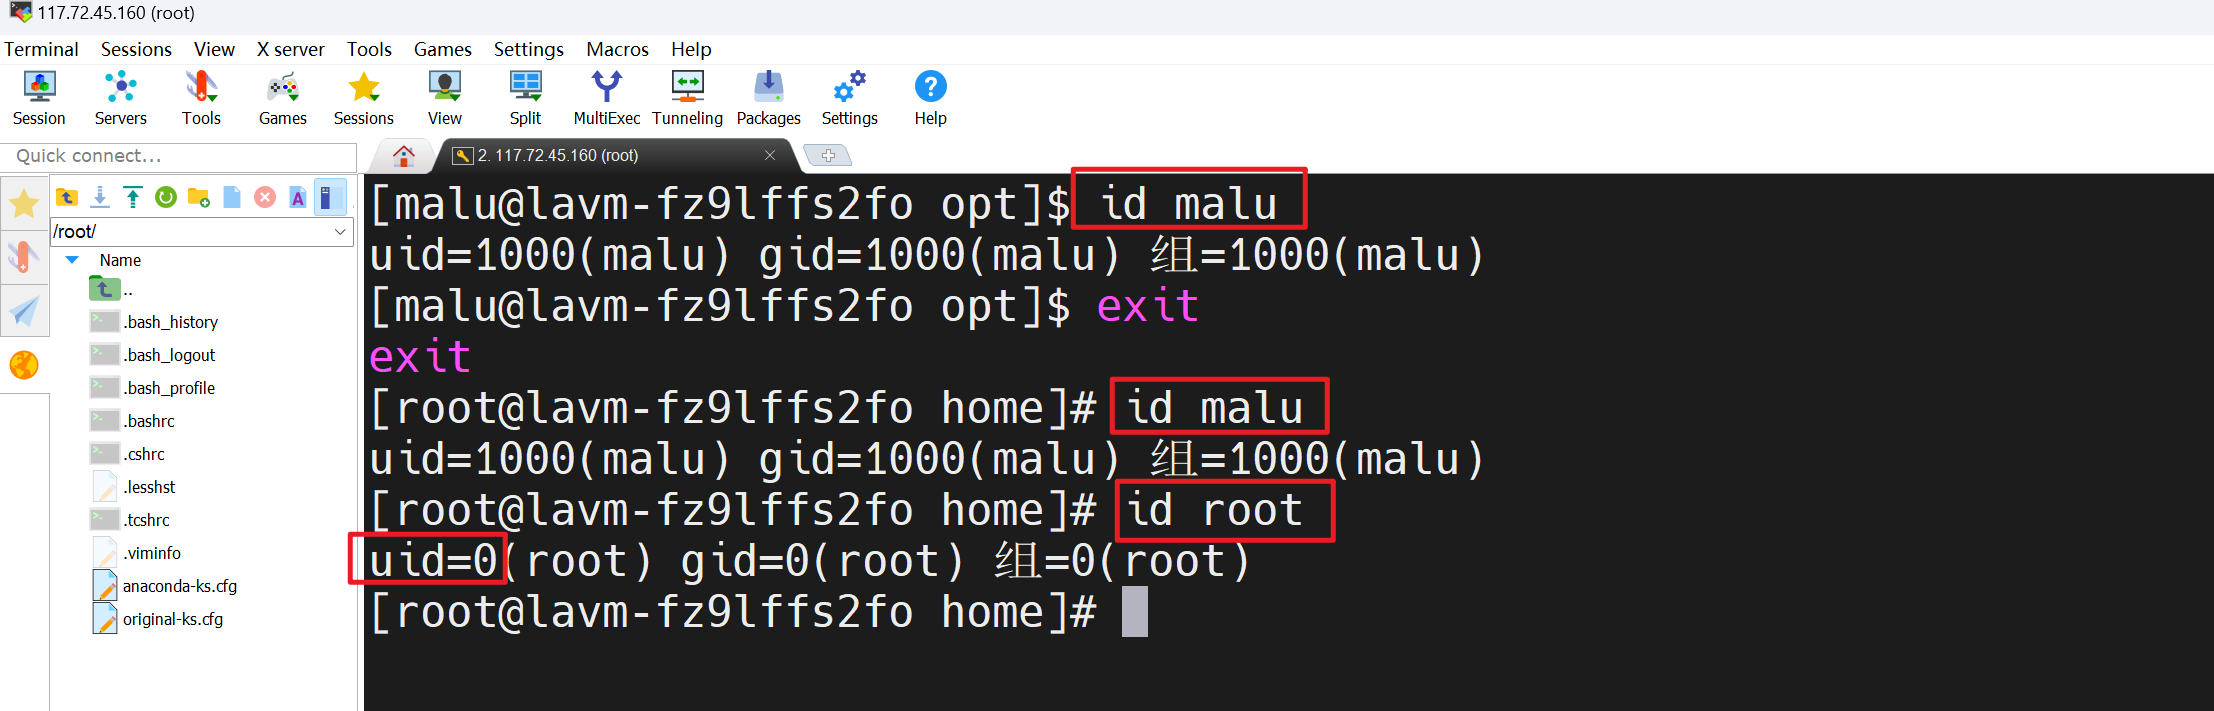 117.72.45.160 (root)
Terminal Sessions View X server Tools Games Settings Macros Help
Session Servers Tools Games Sessions View Split MultiExec Tunneling Packages Settings Help
Quick connect...
2. 117.72.45.160 (root)
/root/
Name
..
.bash_history
.bash_logout
.bash_profile
.bashrc
.cshrc
.lesshst
.tcshrc
.viminfo
anaconda-ks.cfg
original-ks.cfg
[malu@lavm-fz9lffs2fo opt]$ id malu
uid=1000(malu) gid=1000(malu) 组=1000(malu)
[malu@lavm-fz9lffs2fo opt]$ exit
exit
[root@lavm-fz9lffs2fo home]# id malu
uid=1000(malu) gid=1000(malu) 组=1000(malu)
[root@lavm-fz9lffs2fo home]# id root
uid=0(root) gid=0(root) 组=0(root)
[root@lavm-fz9lffs2fo home]#